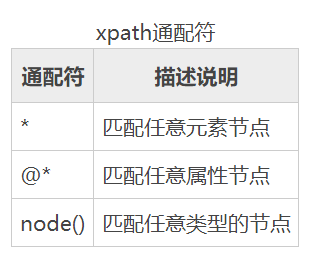 xpath通配符
通配符 描述说明
* 匹配任意元素节点
@* 匹配任意属性节点
node() 匹配任意类型的节点